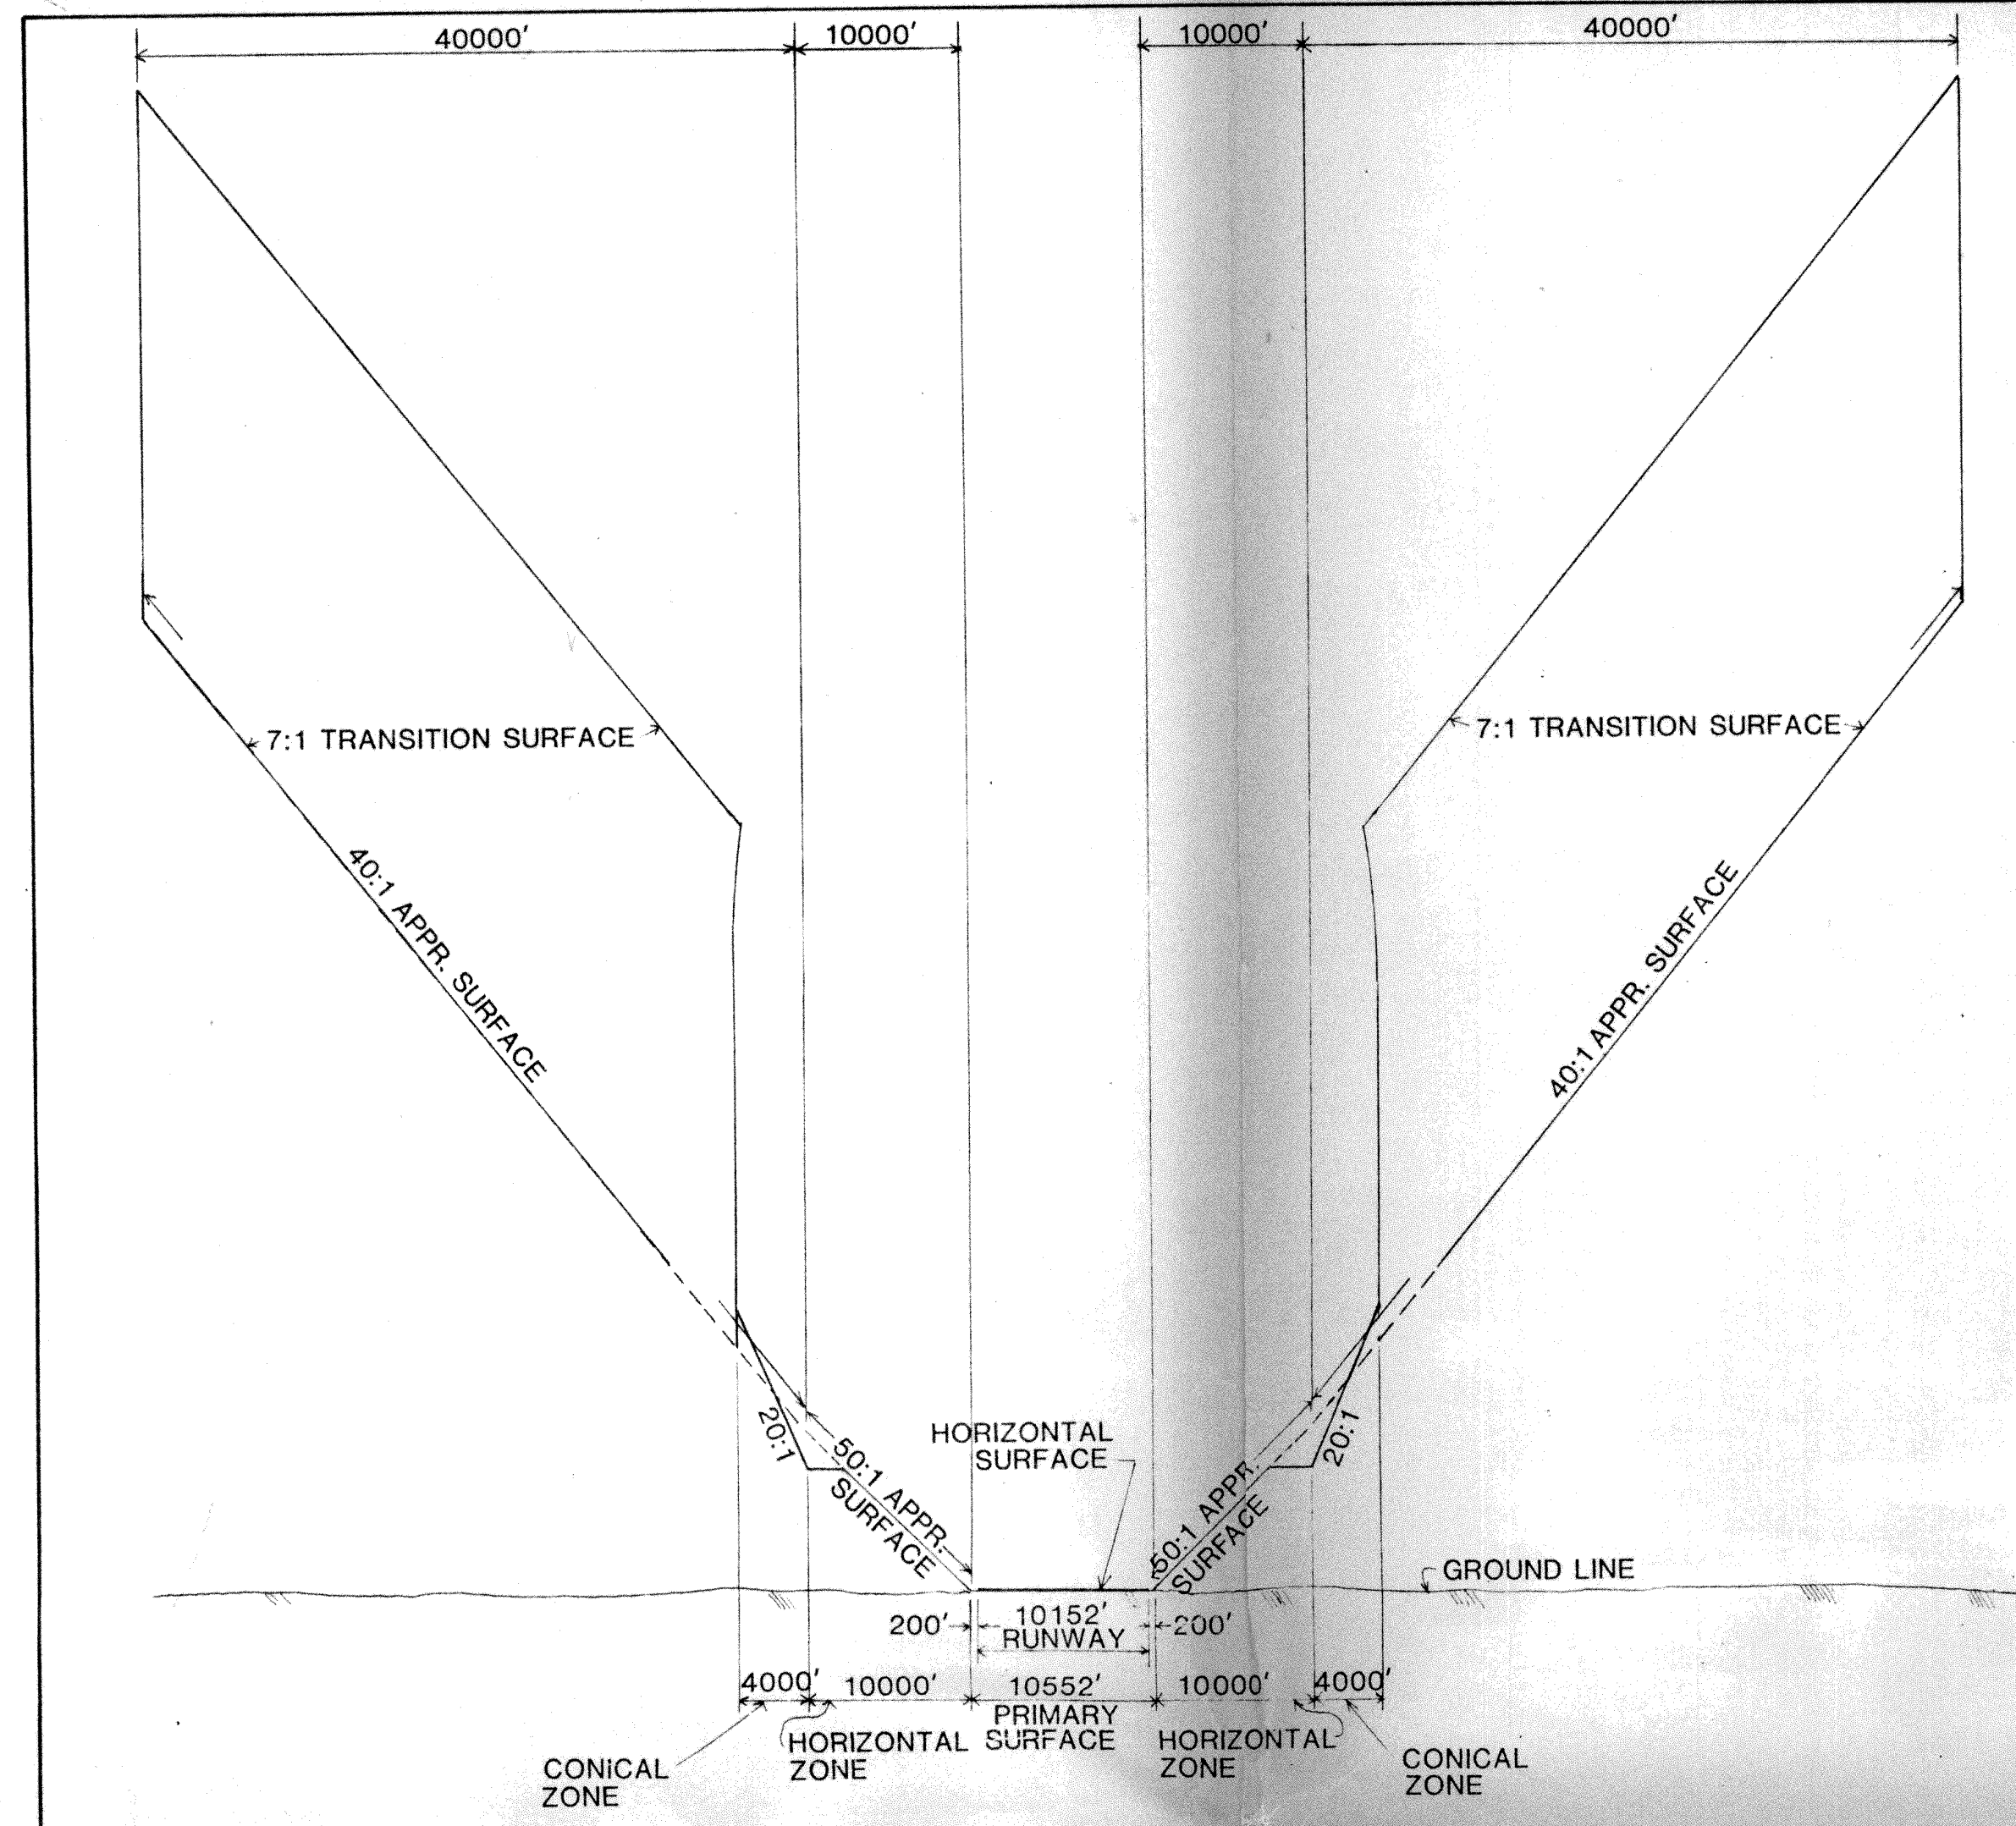 40000'
10000'
10000'
40000'
7:1 TRANSITION SURFACE
7:1 TRANSITION SURFACE
40:1 APPR. SURFACE
40:1 APPR. SURFACE
20:1
50:1 APPR.
SURFACE
HORIZONTAL
SURFACE
50:1 APPR.
SURFACE
20:1
GROUND LINE
200'
10152'
RUNWAY
200'
4000'
10000'
10552'
PRIMARY
SURFACE
10000'
4000'
CONICAL
ZONE
HORIZONTAL
ZONE
HORIZONTAL
ZONE
CONICAL
ZONE